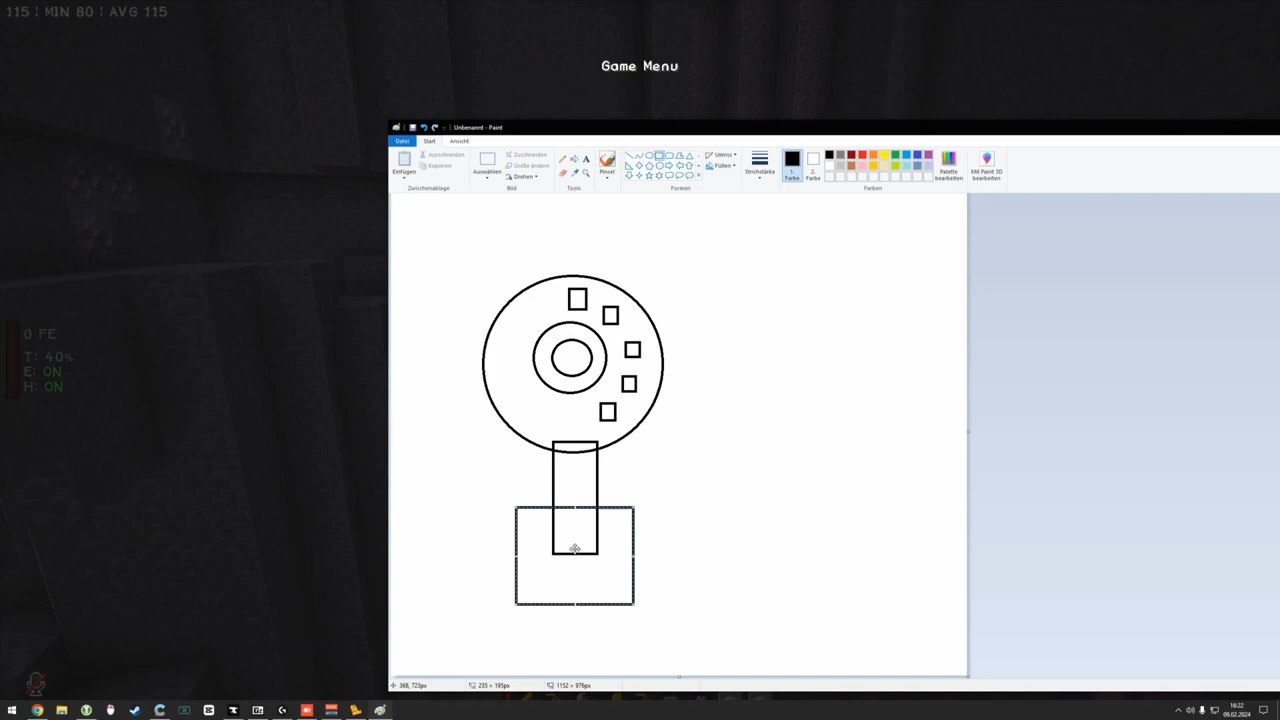 115 | MIN 80 | AVG 115
Game Menu
Unbenannt - Paint
Datei
Start
Ansicht
Einfügen
Ausschneiden
Kopieren
Zwischenablage
Auswählen
Zuschneiden
Größe ändern
Drehen
Bild
Tools
Pinsel
Formen
Umriss
Füllen
Strichstärke
1.
Farbe
2.
Farbe
Palette
bearbeiten
Farben
Mit Paint 3D
bearbeiten
0 FE
T: 40%
E: ON
H: ON
368, 723px
235 × 195px
1152 × 976px
16:22
09.02.2024